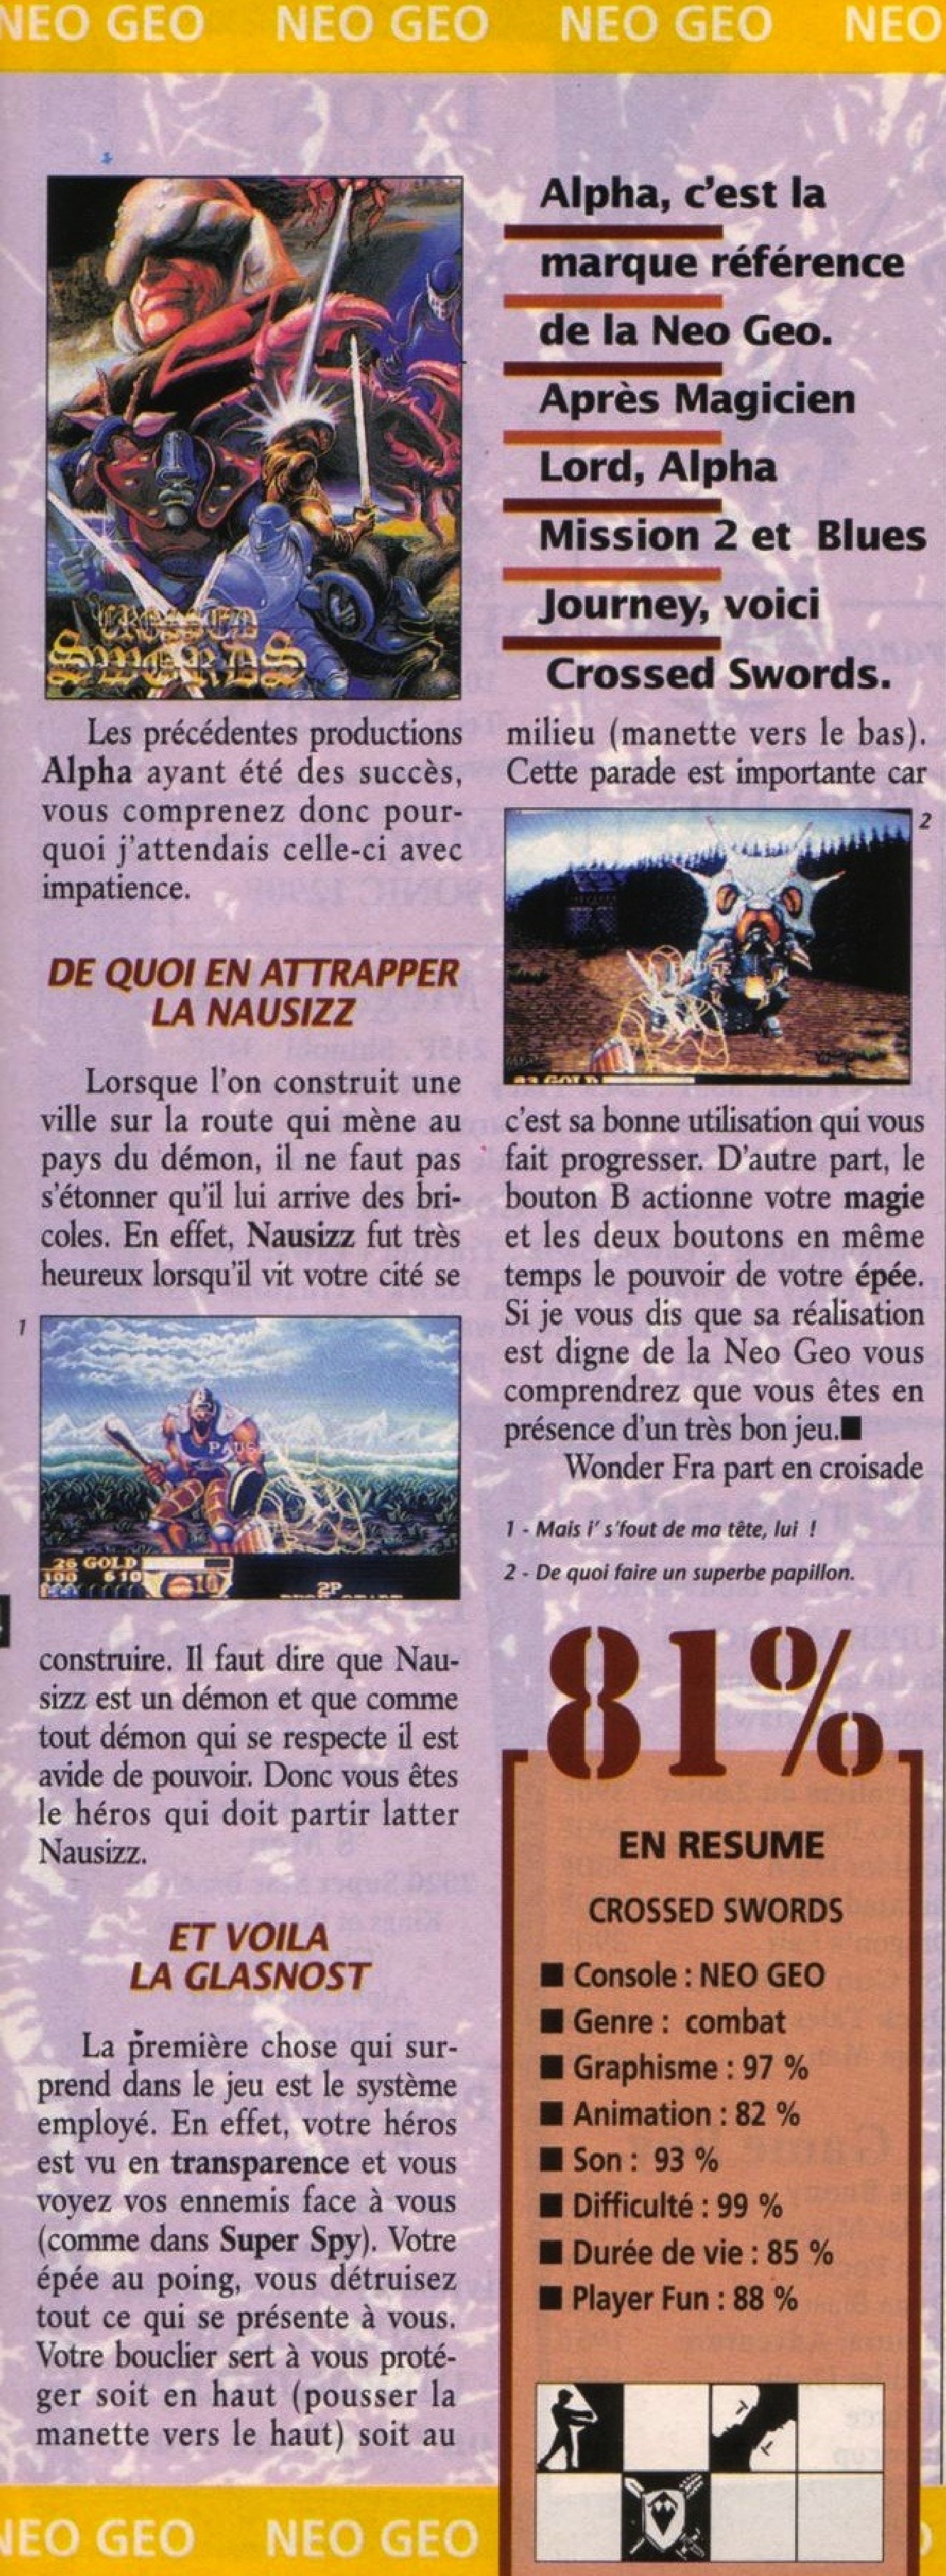 NEO GEO NEO GEO NEO GEO NEO
CROSSED
SWORDS
Alpha, c'est la
marque référence
de la Neo Geo.
Après Magicien
Lord, Alpha
Mission 2 et Blues
Journey, voici
Crossed Swords.
Les précédentes productions
Alpha ayant été des succès,
vous comprenez donc pour-
quoi j'attendais celle-ci avec
impatience.
DE QUOI EN ATTRAPPER
LA NAUSIZZ
Lorsque l'on construit une
ville sur la route qui mène au
pays du démon, il ne faut pas
s'étonner qu'il lui arrive des bri-
coles. En effet, Nausizz fut très
heureux lorsqu'il vit votre cité se
1
PAUSE
26 GOLD
100 610
2P
construire. Il faut dire que Nau-
sizz est un démon et que comme
tout démon qui se respecte il est
avide de pouvoir. Donc vous êtes
le héros qui doit partir latter
Nausizz.
ET VOILA
LA GLASNOST
La première chose qui sur-
prend dans le jeu est le système
employé. En effet, votre héros
est vu en transparence et vous
voyez vos ennemis face à vous
(comme dans Super Spy). Votre
épée au poing, vous détruisez
tout ce qui se présente à vous.
Votre bouclier sert à vous proté-
ger soit en haut (pousser la
manette vers le haut) soit au
milieu (manette vers le bas).
Cette parade est importante car
2
GOLD
c'est sa bonne utilisation qui vous
fait progresser. D'autre part, le
bouton B actionne votre magie
et les deux boutons en même
temps le pouvoir de votre épée.
Si je vous dis que sa réalisation
est digne de la Neo Geo vous
comprendrez que vous êtes en
présence d'un très bon jeu.■
Wonder Fra part en croisade
1 - Mais i' s'fout de ma tête, lui !
2 - De quoi faire un superbe papillon.
81%
EN RESUME
CROSSED SWORDS
■ Console : NEO GEO
■ Genre : combat
■ Graphisme : 97 %
■ Animation : 82 %
■ Son : 93 %
■ Difficulté : 99 %
■ Durée de vie : 85 %
■ Player Fun : 88 %
NEO GEO NEO GEO